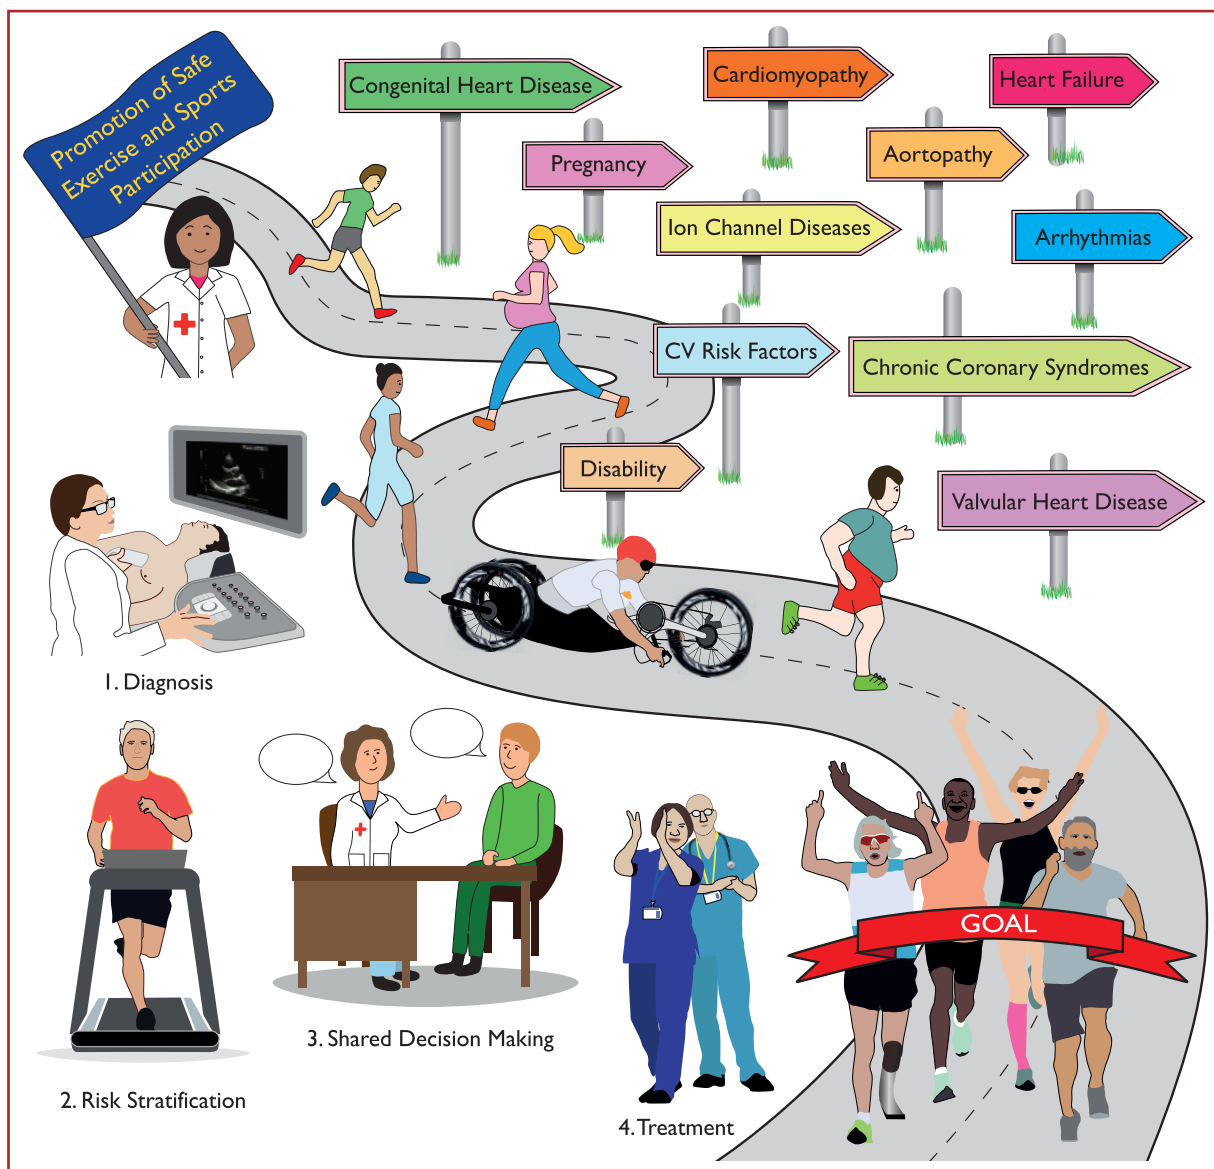 Promotion of Safe
Exercise and Sports
Participation
Congenital Heart Disease
Cardiomyopathy
Heart Failure
Pregnancy
Aortopathy
Ion Channel Diseases
Arrhythmias
CV Risk Factors
Chronic Coronary Syndromes
Disability
Valvular Heart Disease
1. Diagnosis
2. Risk Stratification
3. Shared Decision Making
4. Treatment
GOAL